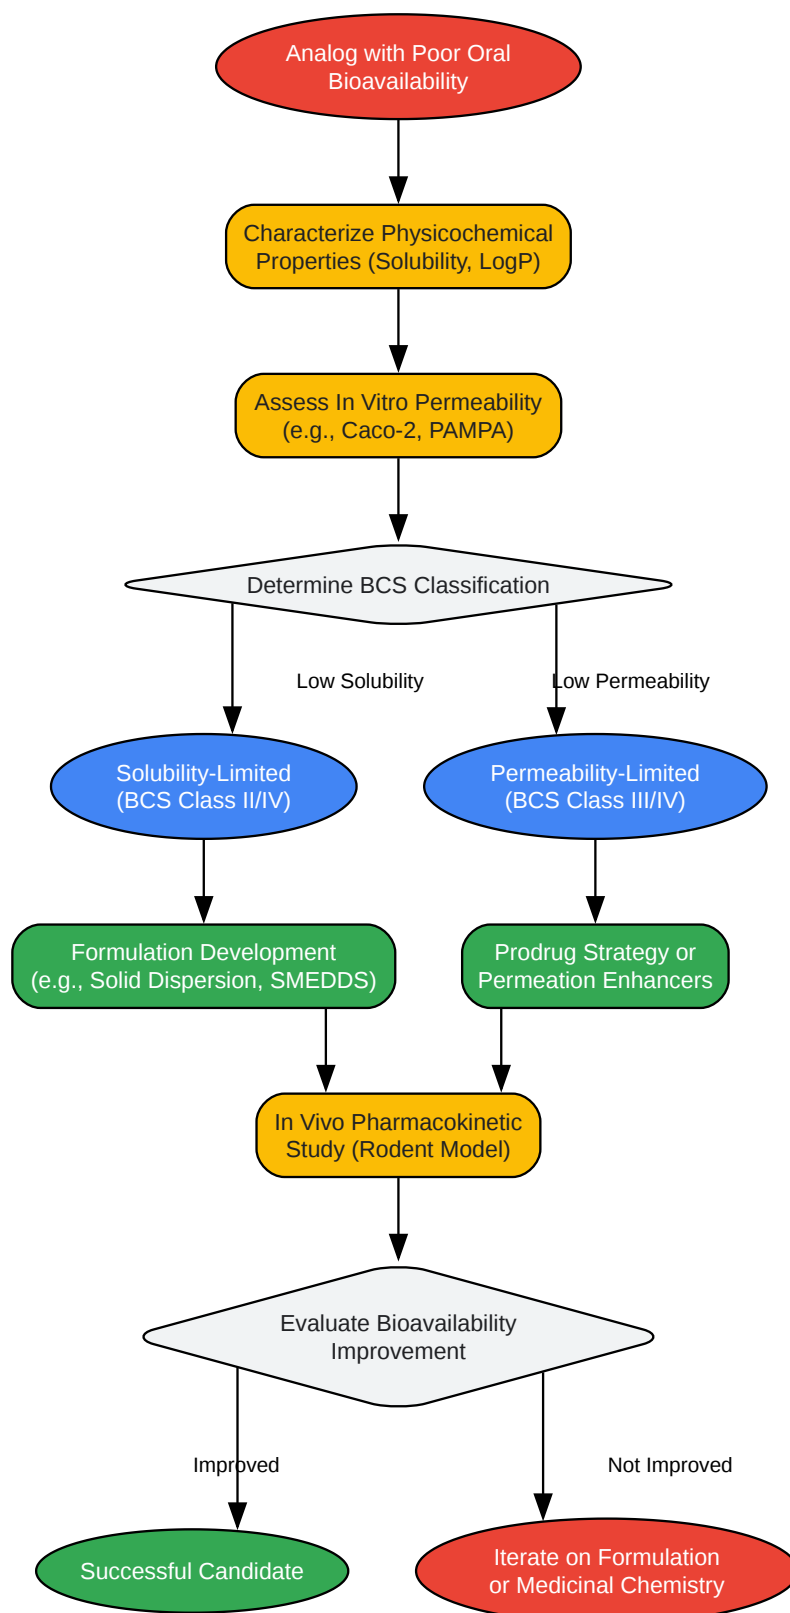 Analog with Poor Oral
Bioavailability
Characterize Physicochemical
Properties (Solubility, LogP)
Assess In Vitro Permeability
(e.g., Caco-2, PAMPA)
Determine BCS Classification
Low Solubility
Low Permeability
Solubility-Limited
(BCS Class II/IV)
Permeability-Limited
(BCS Class III/IV)
Formulation Development
(e.g., Solid Dispersion, SMEDDS)
Prodrug Strategy or
Permeation Enhancers
In Vivo Pharmacokinetic
Study (Rodent Model)
Evaluate Bioavailability
Improvement
Improved
Not Improved
Successful Candidate
Iterate on Formulation
or Medicinal Chemistry